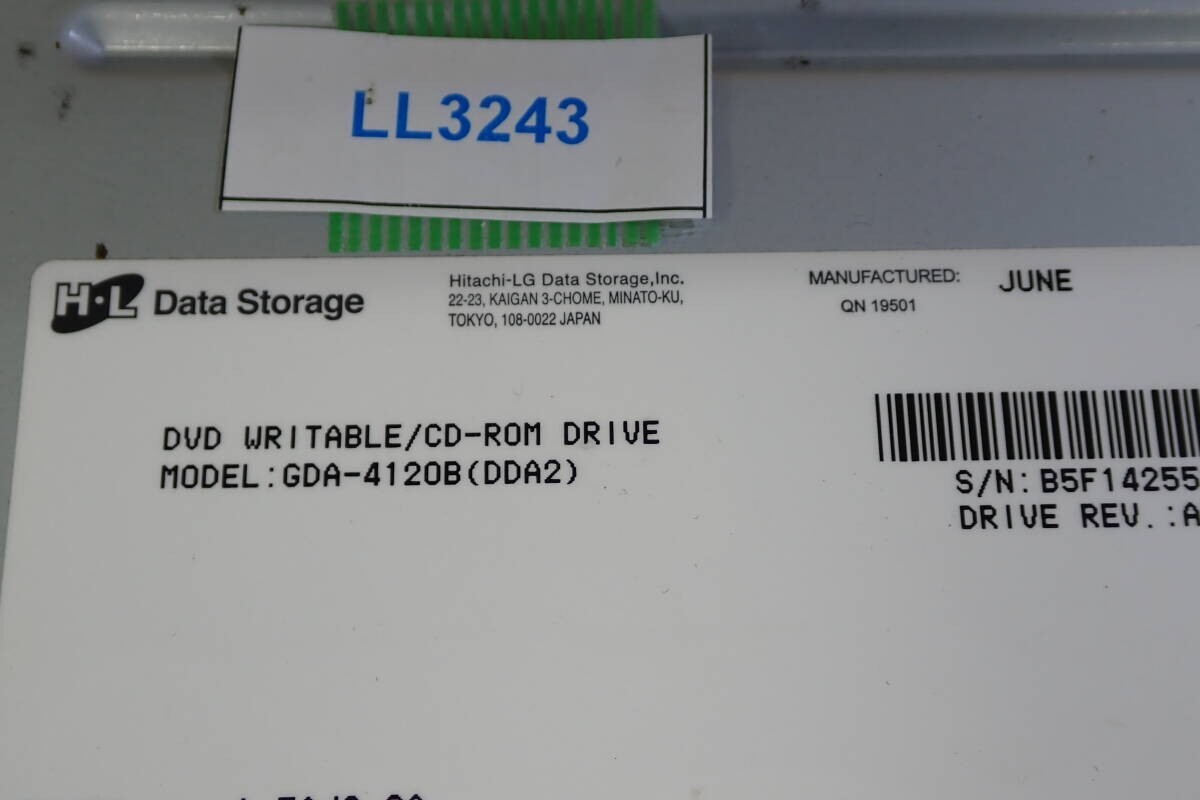 LL3243
H·L Data Storage
Hitachi-LG Data Storage,Inc.
22-23, KAIGAN 3-CHOME, MINATO-KU,
TOKYO, 108-0022 JAPAN
MANUFACTURED: JUNE
QN 19501
DVD WRITABLE/CD-ROM DRIVE
MODEL:GDA-4120B(DDA2)
S/N:B5F14255
DRIVE REV.:A